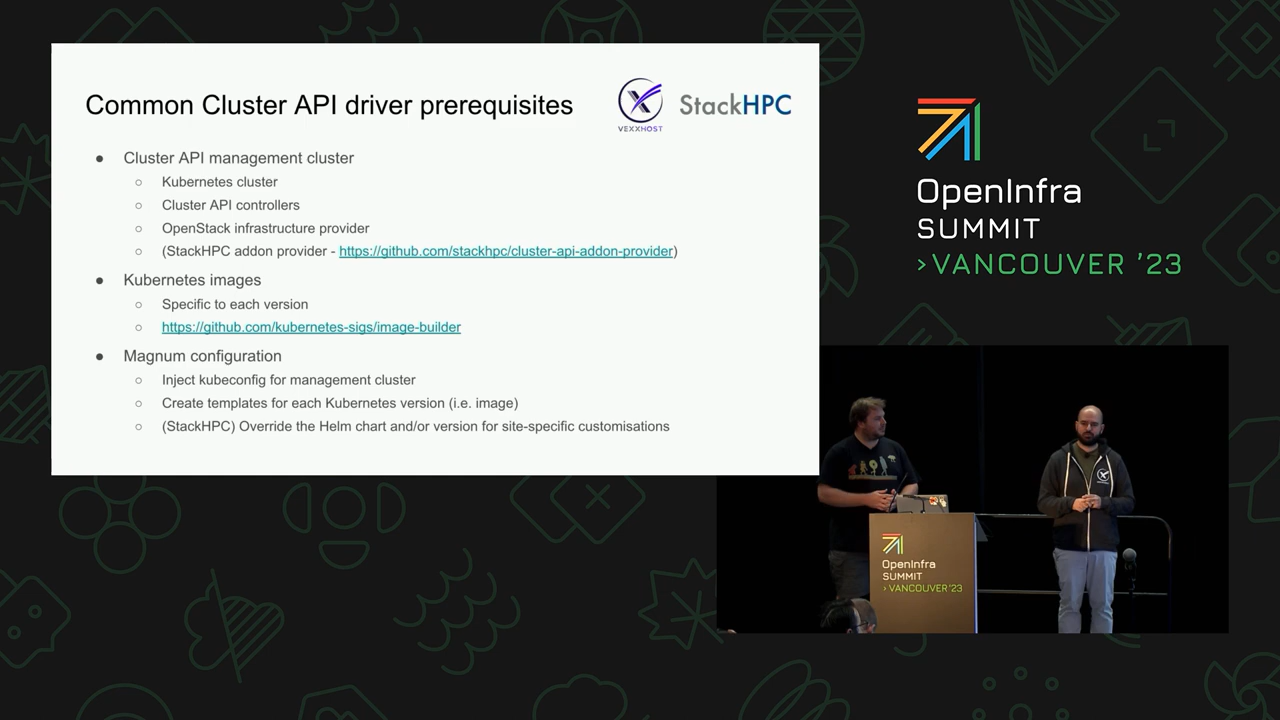 Common Cluster API driver prerequisites
VEXXHOST
StackHPC
● Cluster API management cluster
○ Kubernetes cluster
○ Cluster API controllers
○ OpenStack infrastructure provider
○ (StackHPC addon provider - https://github.com/stackhpc/cluster-api-addon-provider)
● Kubernetes images
○ Specific to each version
○ https://github.com/kubernetes-sigs/image-builder
● Magnum configuration
○ Inject kubeconfig for management cluster
○ Create templates for each Kubernetes version (i.e. image)
○ (StackHPC) Override the Helm chart and/or version for site-specific customisations
OpenInfra
SUMMIT
>VANCOUVER ’23
OpenInfra
SUMMIT
>VANCOUVER '23